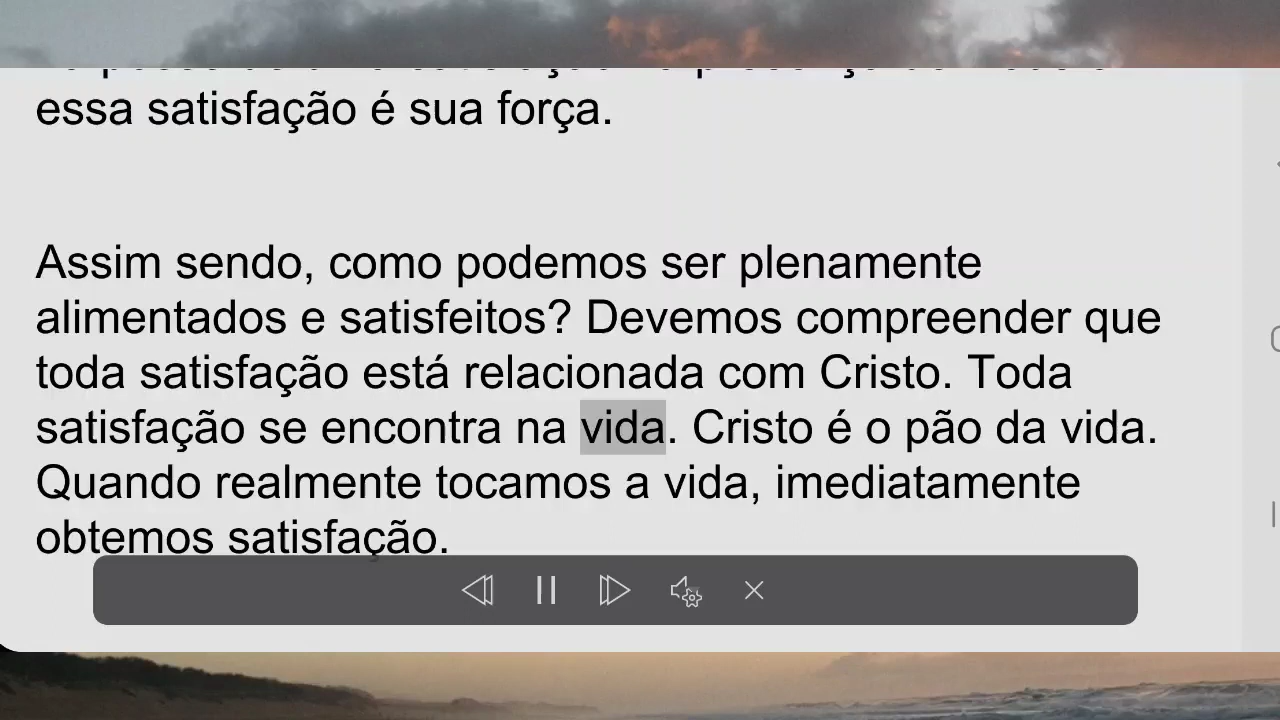 essa satisfação é sua força.
Assim sendo, como podemos ser plenamente
alimentados e satisfeitos? Devemos compreender que
toda satisfação está relacionada com Cristo. Toda
satisfação se encontra na vida. Cristo é o pão da vida.
Quando realmente tocamos a vida, imediatamente
obtemos satisfação.